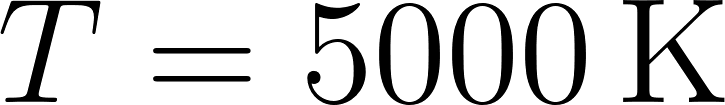 T = 5000 K